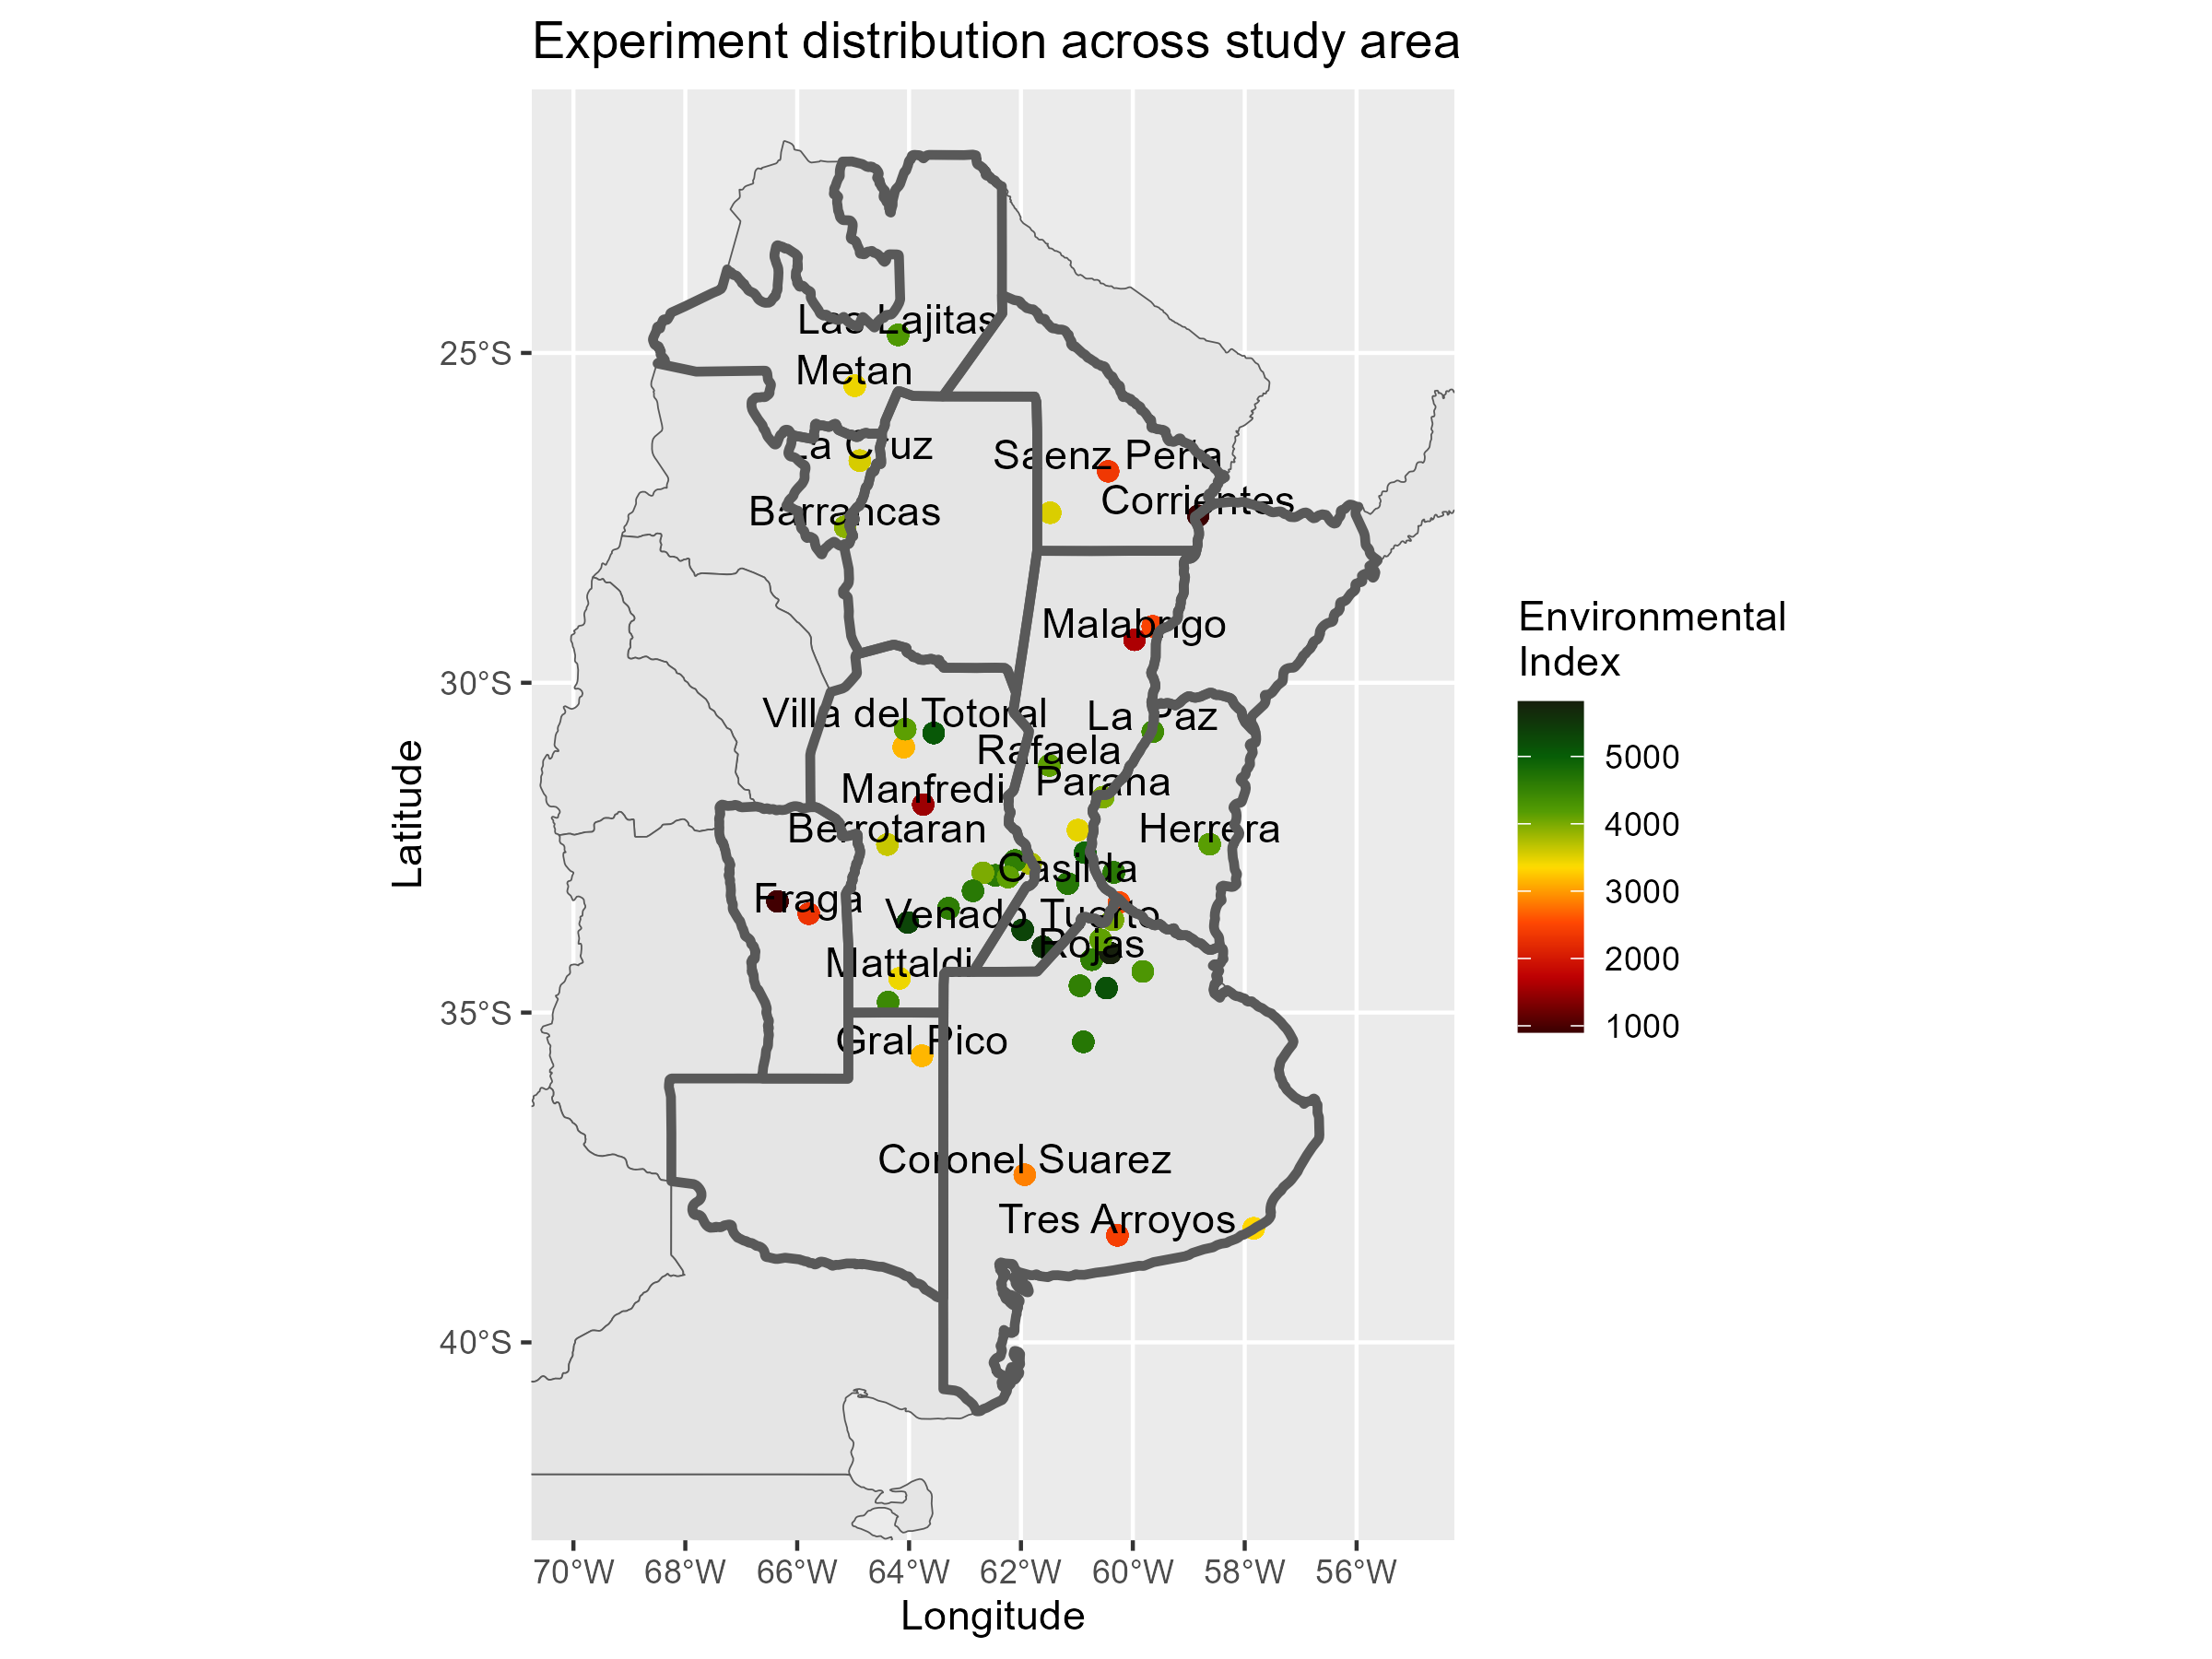 Experiment distribution across study area
25°S
30°S
35°S
40°S
Latitude
Las Lajitas
Metan
La Cruz
Barrancas
Saenz Peña
Corrientes
Malabrigo
Villa del Totoral
La Paz
Rafaela
Parana
Manfredi
Berrotaran
Herrera
Casilda
Fraga
Venado Tuerto
Rojas
Mattaldi
Gral Pico
Coronel Suarez
Tres Arroyos
70°W 68°W 66°W 64°W 62°W 60°W 58°W 56°W
Longitude
Environmental
Index
5000
4000
3000
2000
1000